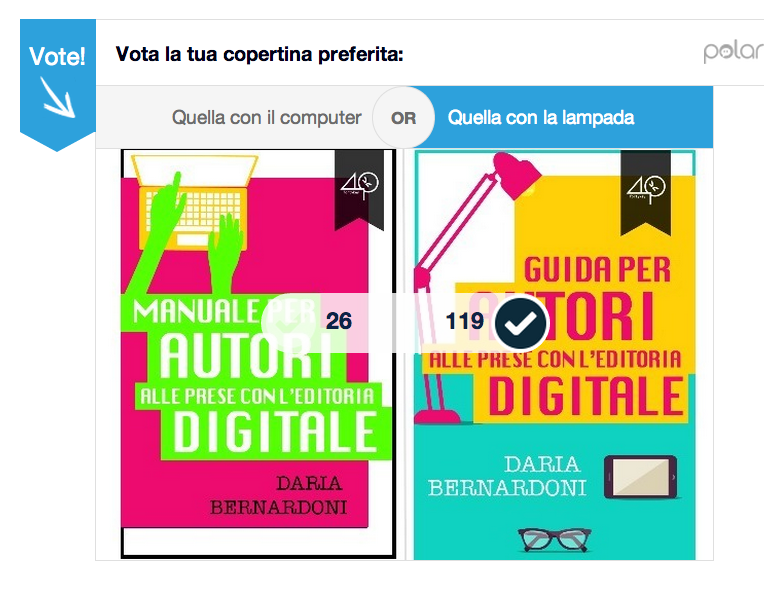 Vote!
Vota la tua copertina preferita:
polar
Quella con il computer
OR
Quella con la lampada
40
MANUALE PER
AUTORI
ALLE PRESE CON L'EDITORIA
DIGITALE
DARIA
BERNARDONI
26
119
40
GUIDA PER
AUTORI
ALLE PRESE CON L'EDITORIA
DIGITALE
DARIA
BERNARDONI